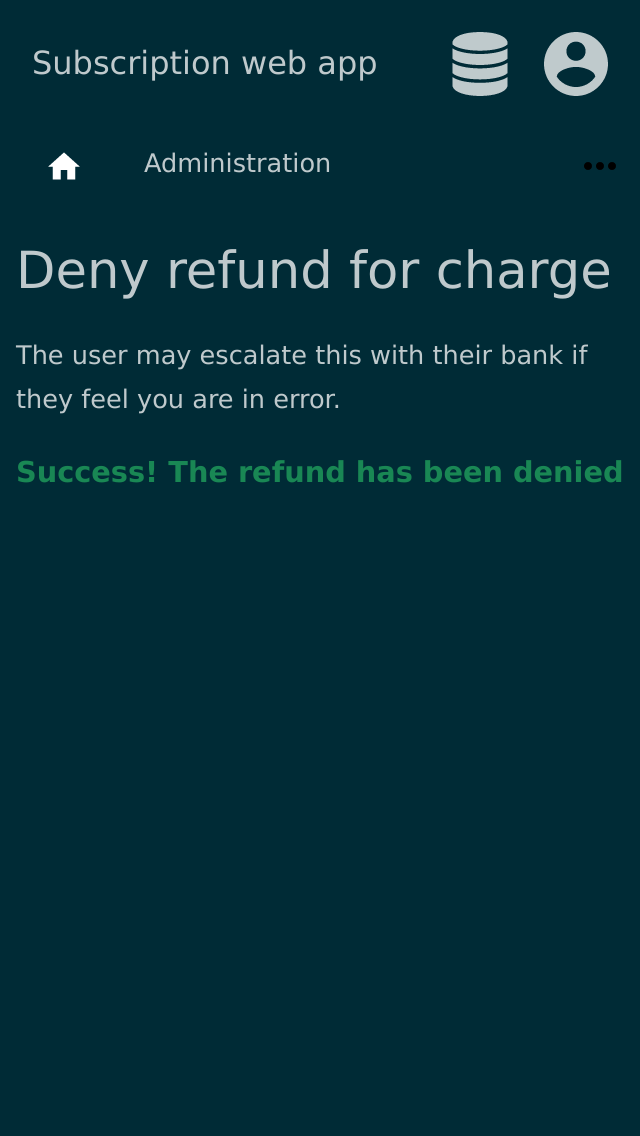 Subscription web app
Administration
Deny refund for charge
The user may escalate this with their bank if
they feel you are in error.
Success! The refund has been denied